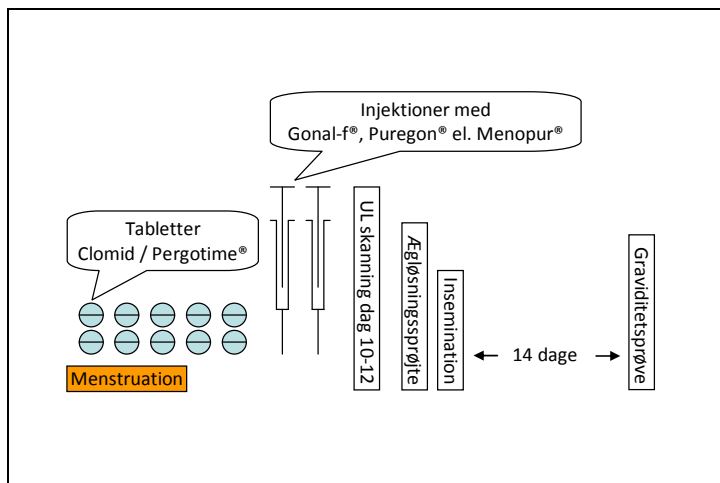 Injektioner med
Gonal-f®, Puregon® el. Menopur®
Tabletter
Clomid / Pergotime®
Menstruation
UL skanning dag 10-12
Ægløsningssprøjte
Insemination
14 dage
Graviditetsprøve